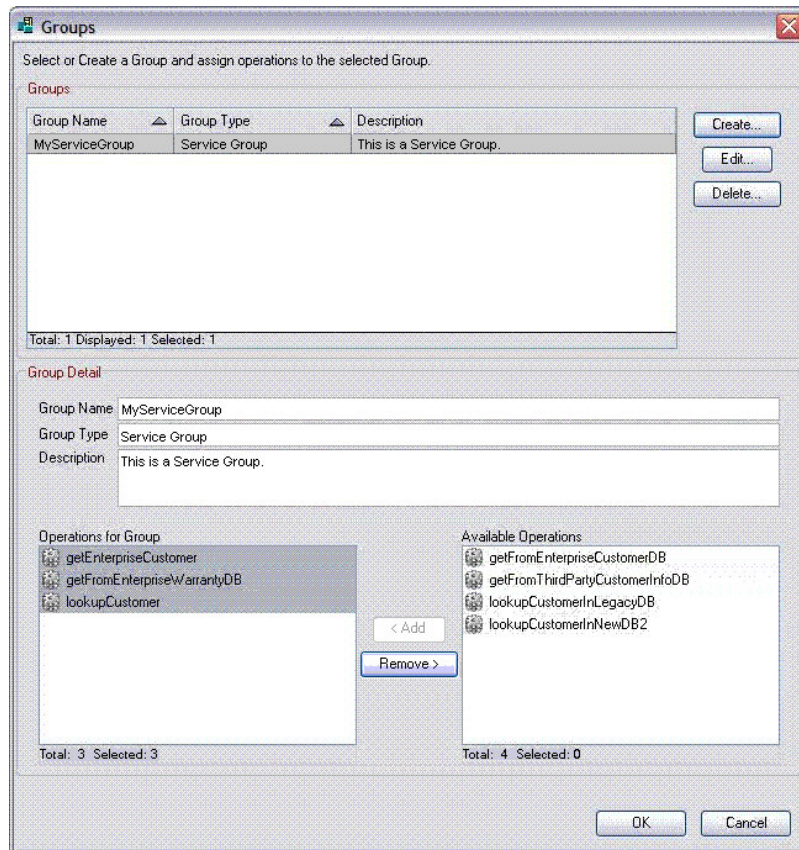 Groups
Select or Create a Group and assign operations to the selected Group.
Groups
Group Name Group Type Description
MyServiceGroup Service Group This is a Service Group.
Create...
Edit...
Delete...
Total: 1 Displayed: 1 Selected: 1
Group Detail
Group Name MyServiceGroup
Group Type Service Group
Description This is a Service Group.
Operations for Group
getEnterpriseCustomer
getFromEnterpriseWarrantyDB
lookupCustomer
Total: 3 Selected: 3
< Add
Remove >
Available Operations
getFromEnterpriseCustomerDB
getFromThirdPartyCustomerInfoDB
lookupCustomerInLegacyDB
lookupCustomerInNewDB2
Total: 4 Selected: 0
OK Cancel